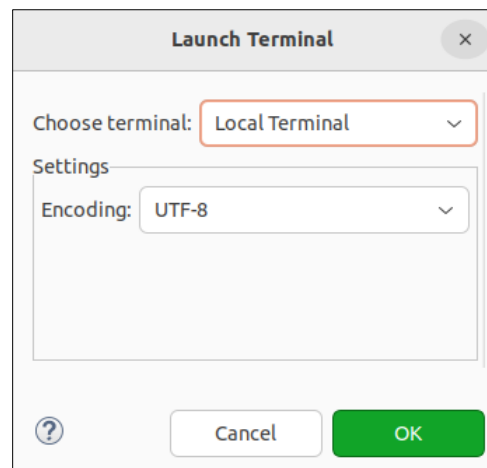 Launch Terminal
Choose terminal: Local Terminal
Settings
Encoding: UTF-8
Cancel OK